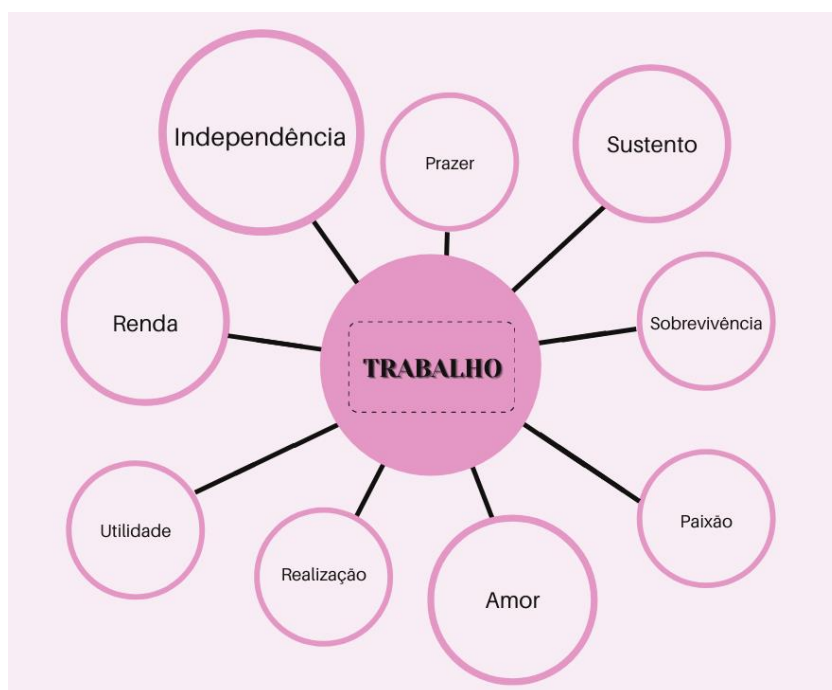 Independência
Prazer
Sustento
Renda
Sobrevivência
TRABALHO
Utilidade
Realização
Amor
Paixão